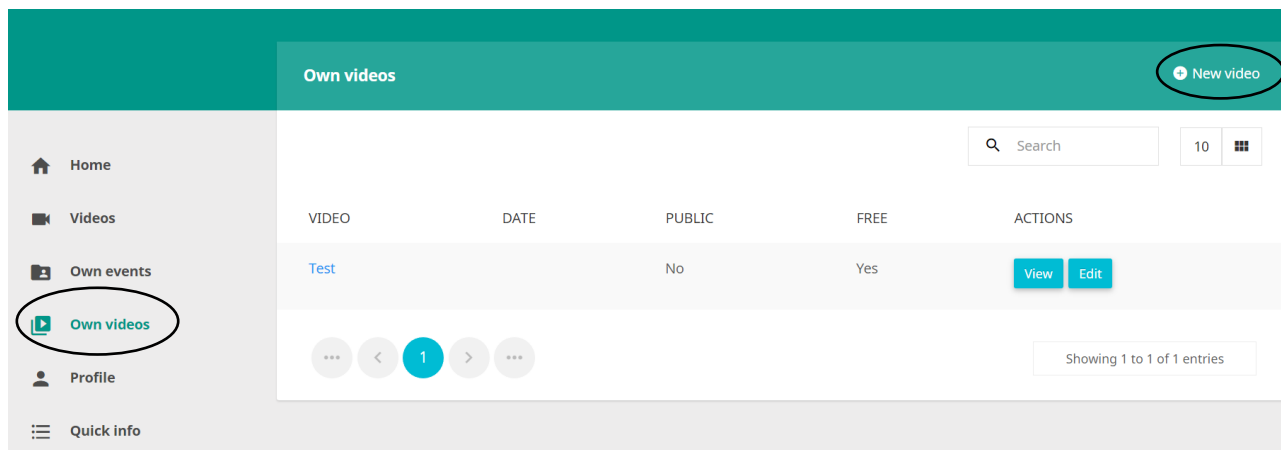 Own videos
New video
Home
Videos
Own events
Own videos
Profile
Quick info
Search
10
VIDEO DATE PUBLIC FREE ACTIONS
Test No Yes View Edit
1
Showing 1 to 1 of 1 entries